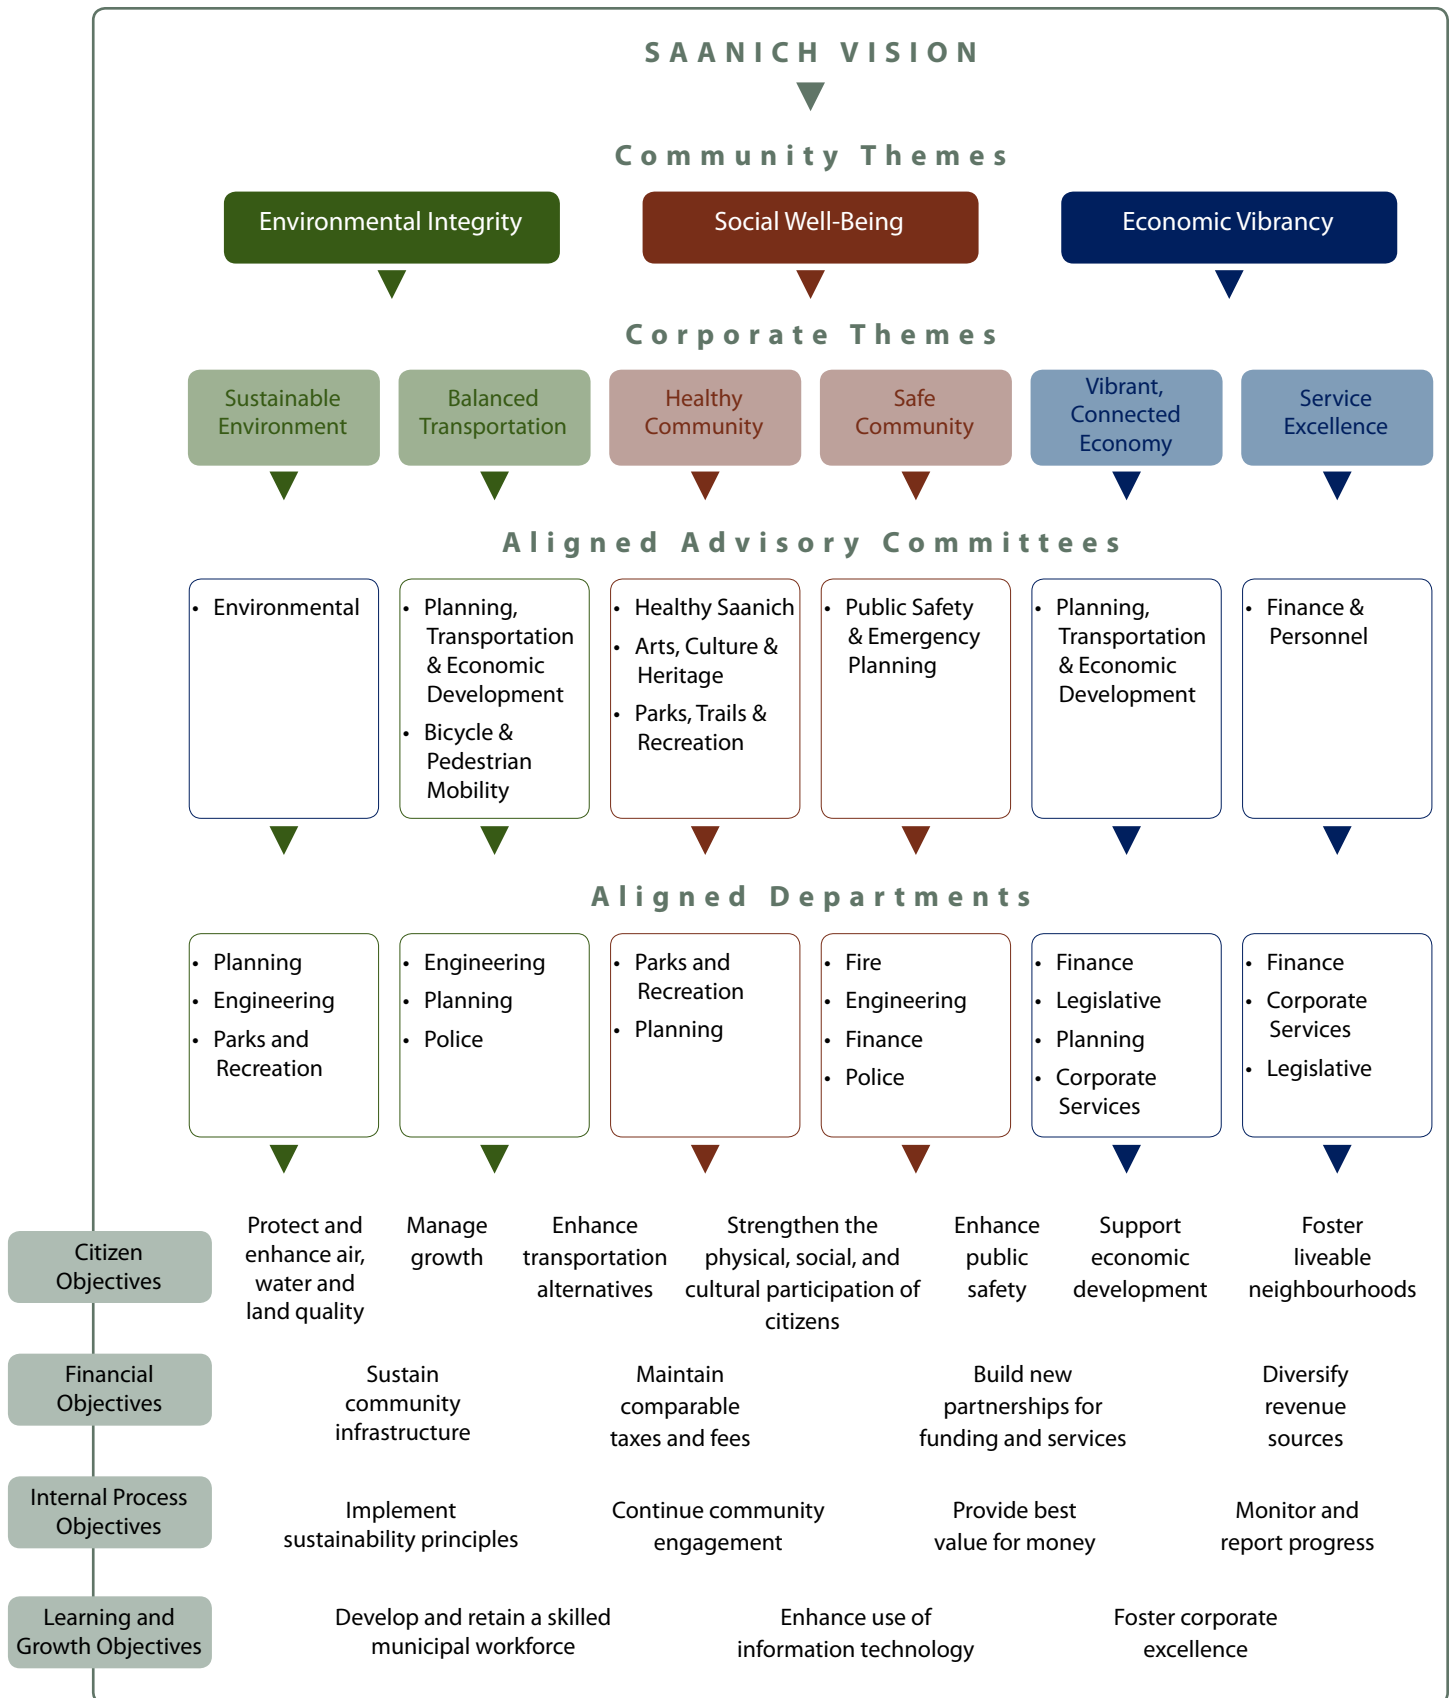 SAANICH VISION
Community Themes
Environmental Integrity
Social Well-Being
Economic Vibrancy
Corporate Themes
Sustainable
Environment
Balanced
Transportation
Healthy
Community
Safe
Community
Vibrant,
Connected
Economy
Service
Excellence
Aligned Advisory Committees
• Environmental
• Planning,
Transportation
& Economic
Development
• Bicycle &
Pedestrian
Mobility
• Healthy Saanich
• Arts, Culture &
Heritage
• Parks, Trails &
Recreation
• Public Safety
& Emergency
Planning
• Planning,
Transportation
& Economic
Development
• Finance &
Personnel
Aligned Departments
• Planning
• Engineering
• Parks and
Recreation
• Engineering
• Planning
• Police
• Parks and
Recreation
• Planning
• Fire
• Engineering
• Finance
• Police
• Finance
• Legislative
• Planning
• Corporate
Services
• Finance
• Corporate
Services
• Legislative
Citizen
Objectives
Protect and
enhance air,
water and
land quality
Manage
growth
Enhance
transportation
alternatives
Strengthen the
physical, social, and
cultural participation of
citizens
Enhance
public
safety
Support
economic
development
Foster
liveable
neighbourhoods
Financial
Objectives
Sustain
community
infrastructure
Maintain
comparable
taxes and fees
Build new
partnerships for
funding and services
Diversify
revenue
sources
Internal Process
Objectives
Implement
sustainability principles
Continue community
engagement
Provide best
value for money
Monitor and
report progress
Learning and
Growth Objectives
Develop and retain a skilled
municipal workforce
Enhance use of
information technology
Foster corporate
excellence